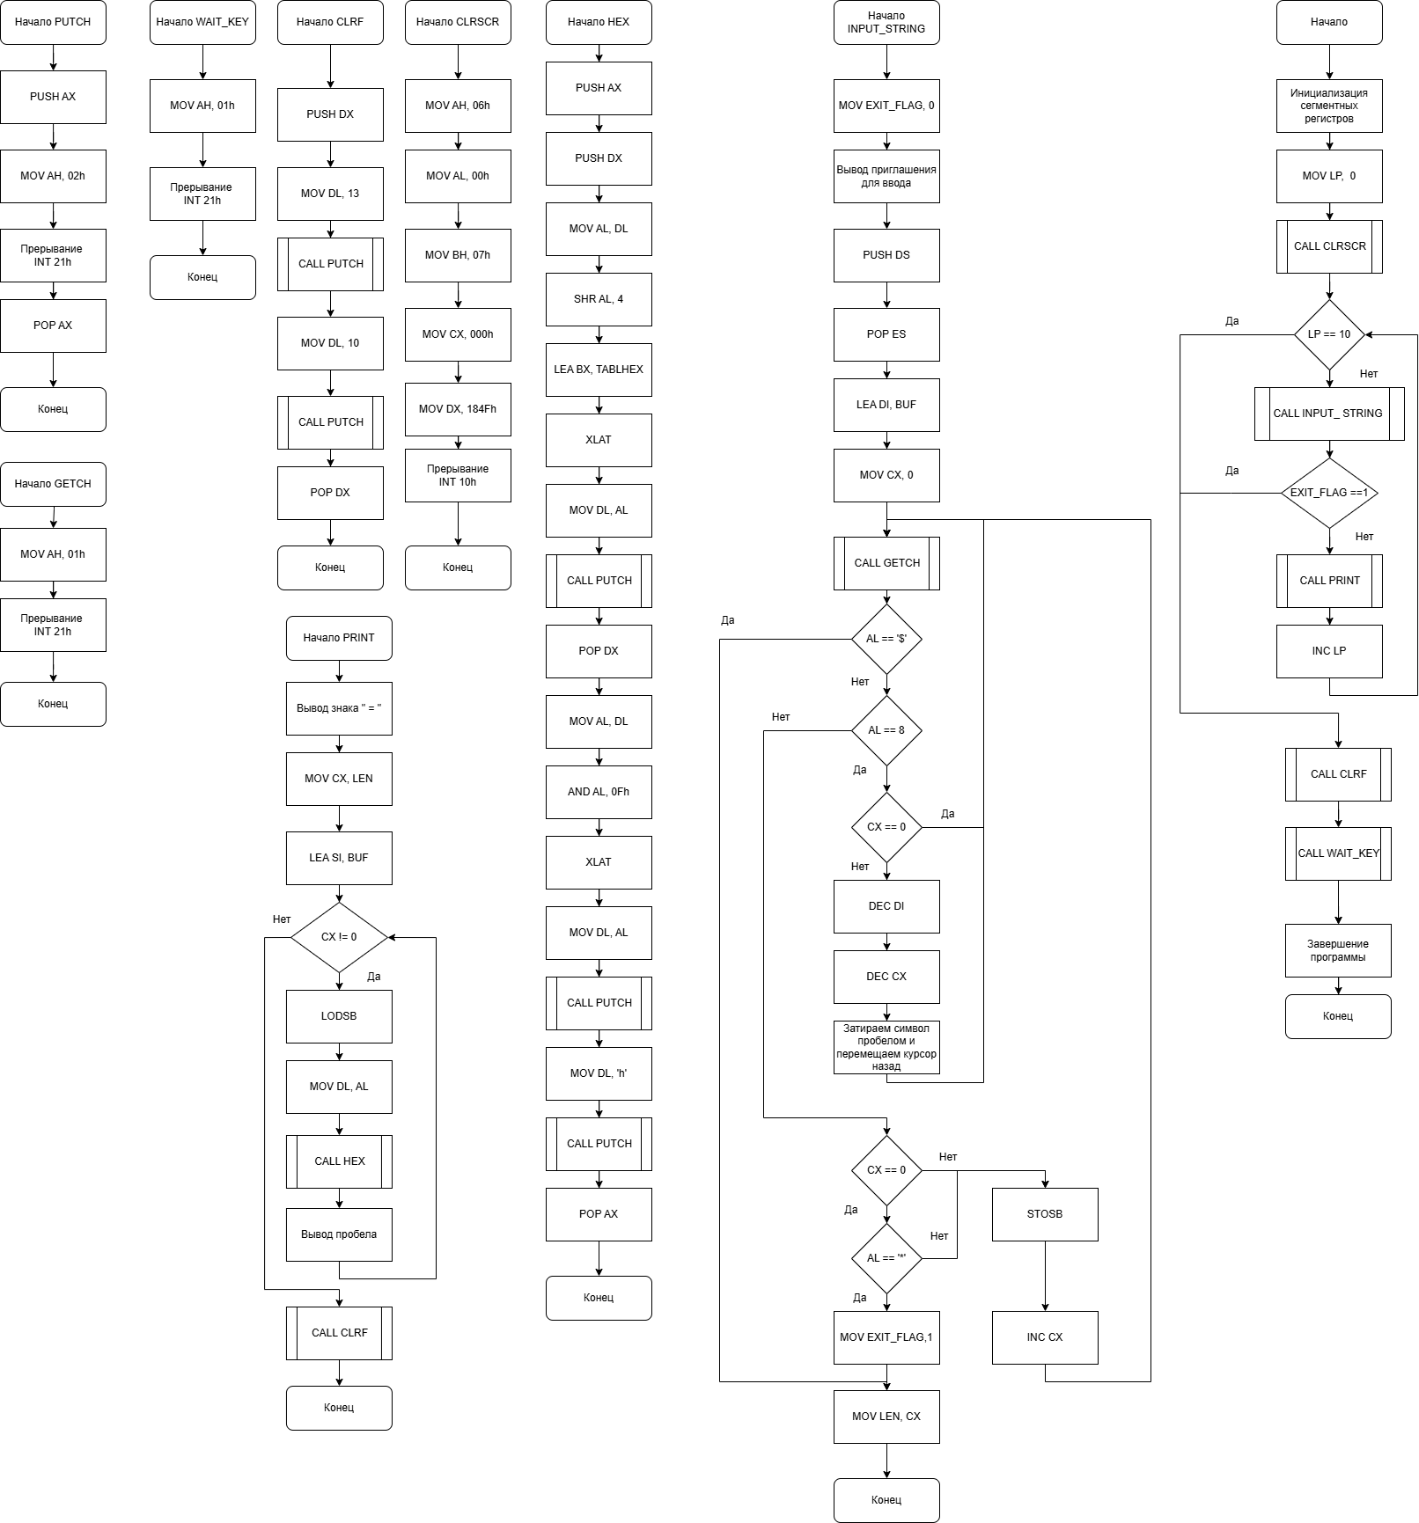 Начало PUTCH
PUSH AX
MOV AH, 02h
Прерывание
INT 21h
POP AX
Конец
Начало GETCH
MOV AH, 01h
Прерывание
INT 21h
Конец
Начало WAIT_KEY
MOV AH, 01h
Прерывание
INT 21h
Конец
Начало CLRF
PUSH DX
MOV DL, 13
CALL PUTCH
MOV DL, 10
CALL PUTCH
POP DX
Конец
Начало CLRSCR
MOV AH, 06h
MOV AL, 00h
MOV BH, 07h
MOV CX, 000h
MOV DX, 184Fh
Прерывание
INT 10h
Конец
Начало PRINT
Вывод знака " = "
MOV CX, LEN
LEA SI, BUF
Нет
CX != 0
Да
LODSB
MOV DL, AL
CALL HEX
Вывод пробела
CALL CLRF
Конец
Начало HEX
PUSH AX
PUSH DX
MOV AL, DL
SHR AL, 4
LEA BX, TABLHEX
XLAT
MOV DL, AL
CALL PUTCH
POP DX
MOV AL, DL
AND AL, 0Fh
XLAT
MOV DL, AL
CALL PUTCH
MOV DL, 'h'
CALL PUTCH
POP AX
Конец
Начало
INPUT_STRING
MOV EXIT_FLAG, 0
Вывод приглашения
для ввода
PUSH DS
POP ES
LEA DI, BUF
MOV CX, 0
CALL GETCH
Да
AL == '$'
Нет
Нет
AL == 8
Да
CX == 0
Да
Нет
DEC DI
DEC CX
Затираем символ
пробелом и
перемещаем курсор
назад
CX == 0
Нет
Да
STOSB
AL == '*'
Нет
Да
MOV EXIT_FLAG,1
INC CX
MOV LEN, CX
Конец
Начало
Инициализация
сегментных
регистров
MOV LP, 0
CALL CLRSCR
Да
LP == 10
Нет
CALL INPUT_ STRING
Да
EXIT_FLAG ==1
Нет
CALL PRINT
INC LP
CALL CLRF
CALL WAIT_KEY
Завершение
программы
Конец